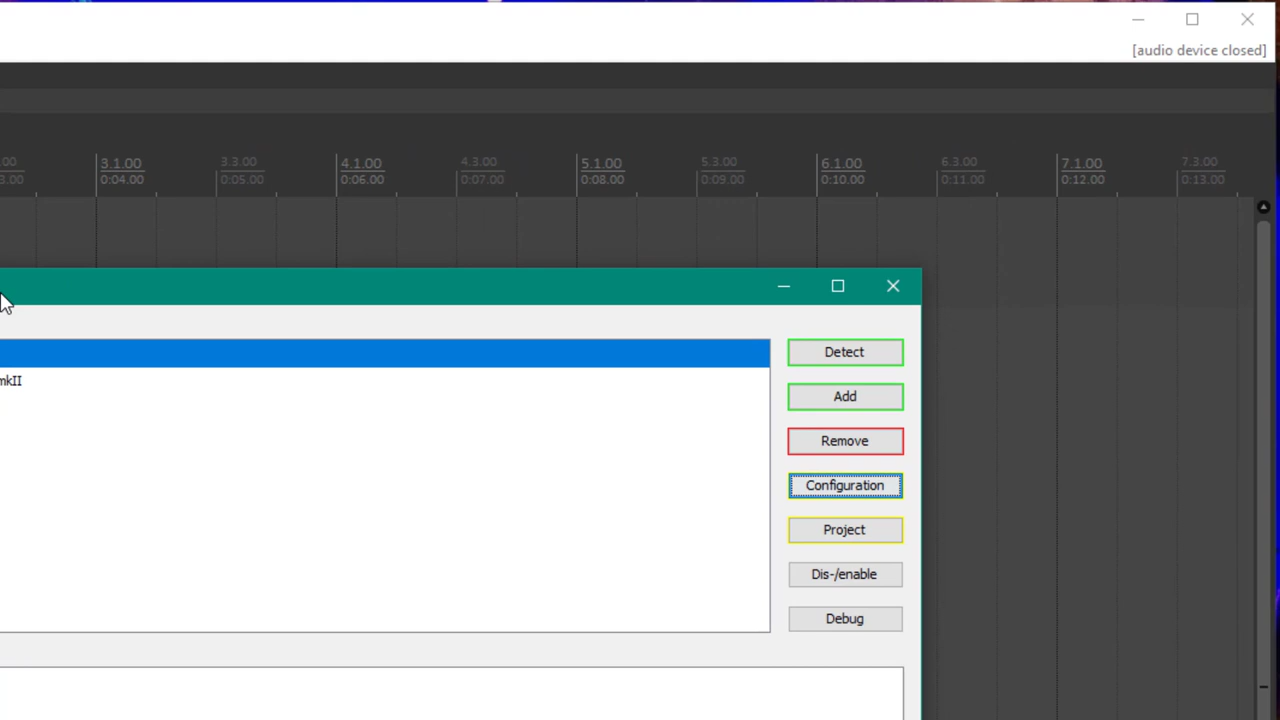 [audio device closed]
.00 3.1.00 3.3.00 4.1.00 4.3.00 5.1.00 5.3.00 6.1.00 6.3.00 7.1.00 7.3.00
3.00 0:04.00 0:05.00 0:06.00 0:07.00 0:08.00 0:09.00 0:10.00 0:11.00 0:12.00 0:13.00
Detect
mkII
Add
Remove
Configuration
Project
Dis-/enable
Debug